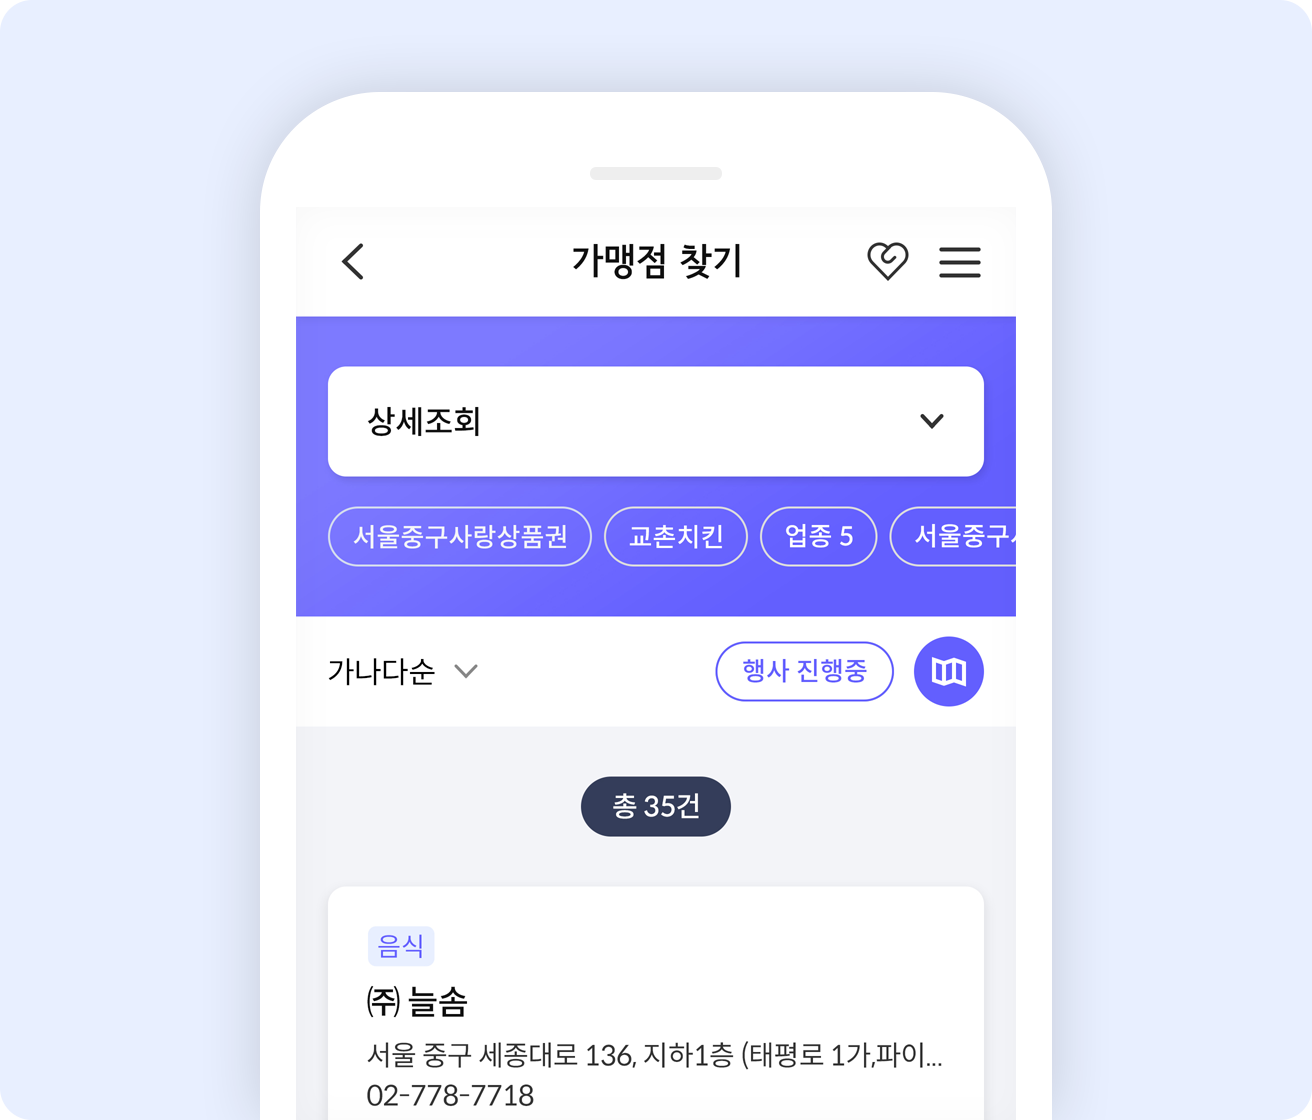 가맹점 찾기
상세조회
서울중구사랑상품권 교촌치킨 업종 5 서울중구
가나다순 행사 진행중
총 35건
음식
㈜ 늘솜
서울 중구 세종대로 136, 지하1층 (태평로 1가,파이...
02-778-7718